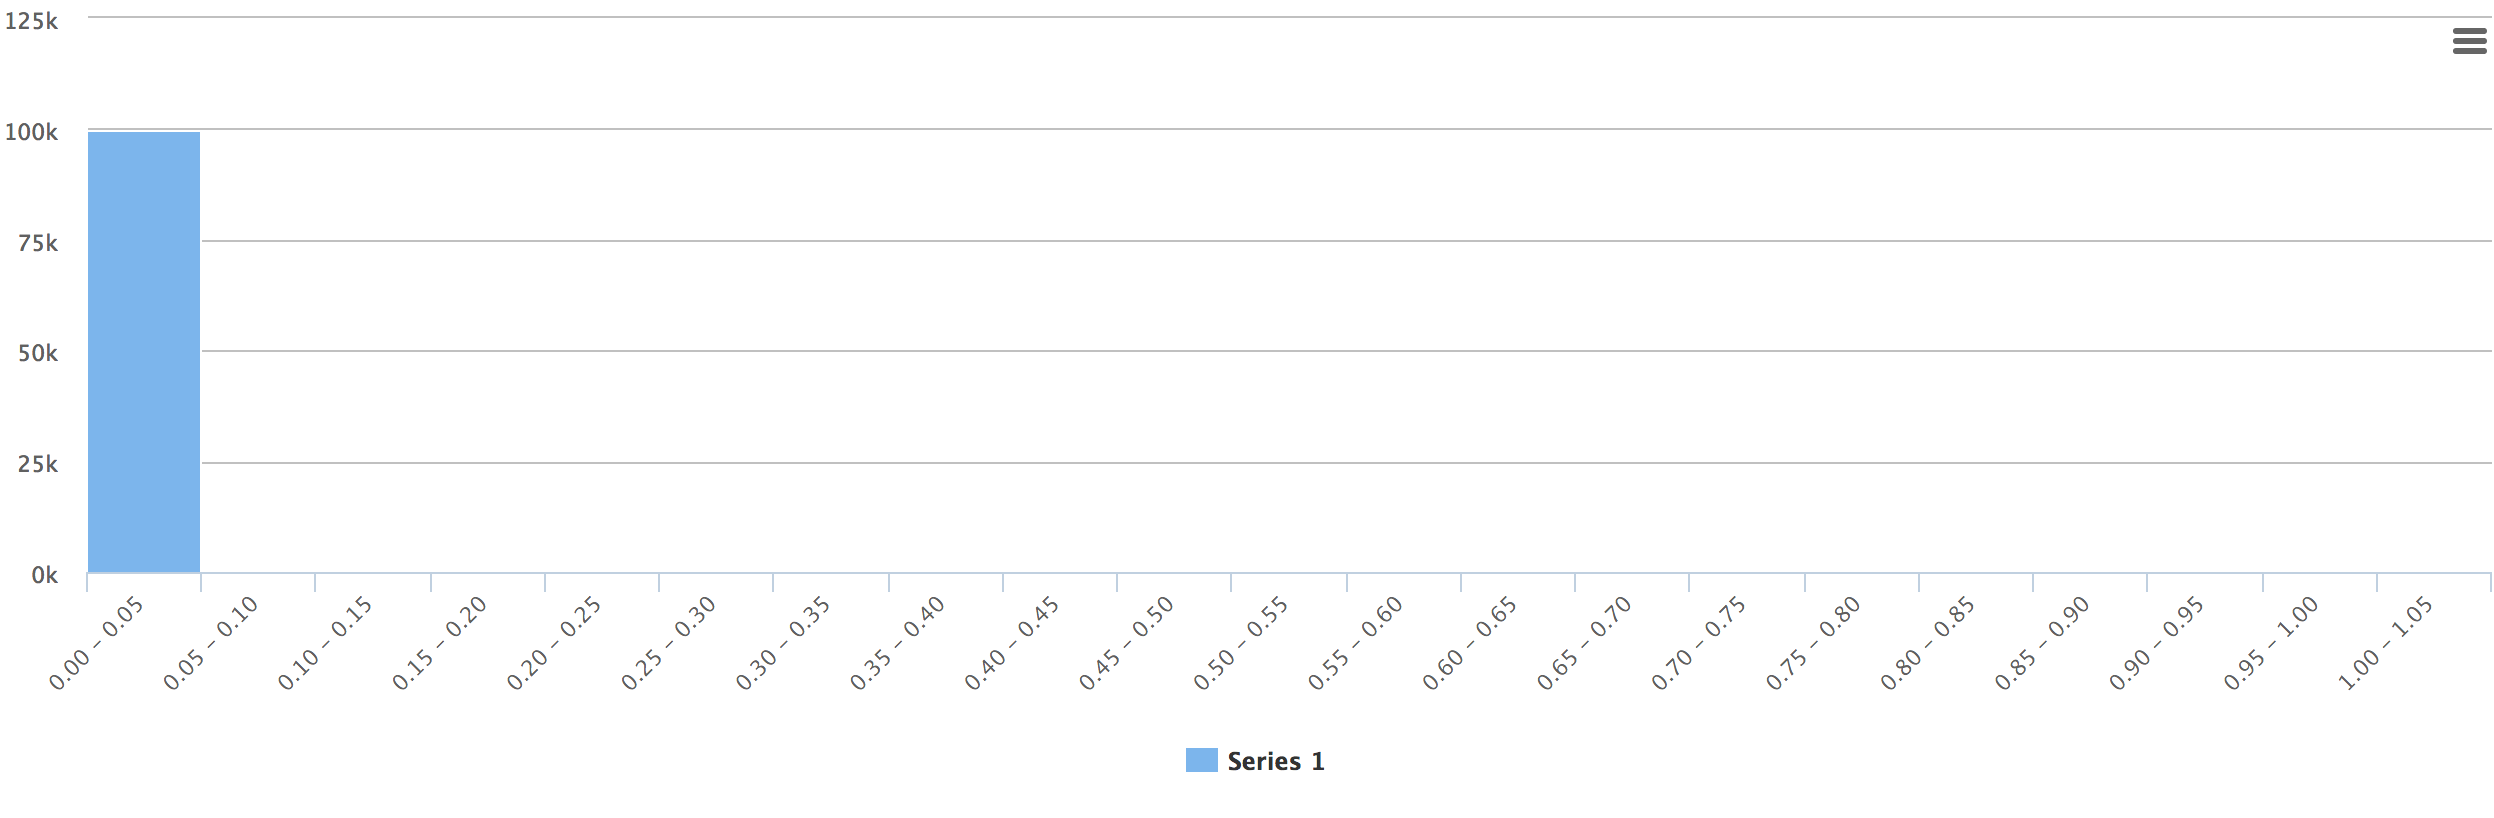 125k
100k
75k
50k
25k
0k
0.00 – 0.05
0.05 – 0.10
0.10 – 0.15
0.15 – 0.20
0.20 – 0.25
0.25 – 0.30
0.30 – 0.35
0.35 – 0.40
0.40 – 0.45
0.45 – 0.50
0.50 – 0.55
0.55 – 0.60
0.60 – 0.65
0.65 – 0.70
0.70 – 0.75
0.75 – 0.80
0.80 – 0.85
0.85 – 0.90
0.90 – 0.95
0.95 – 1.00
1.00 – 1.05
Series 1